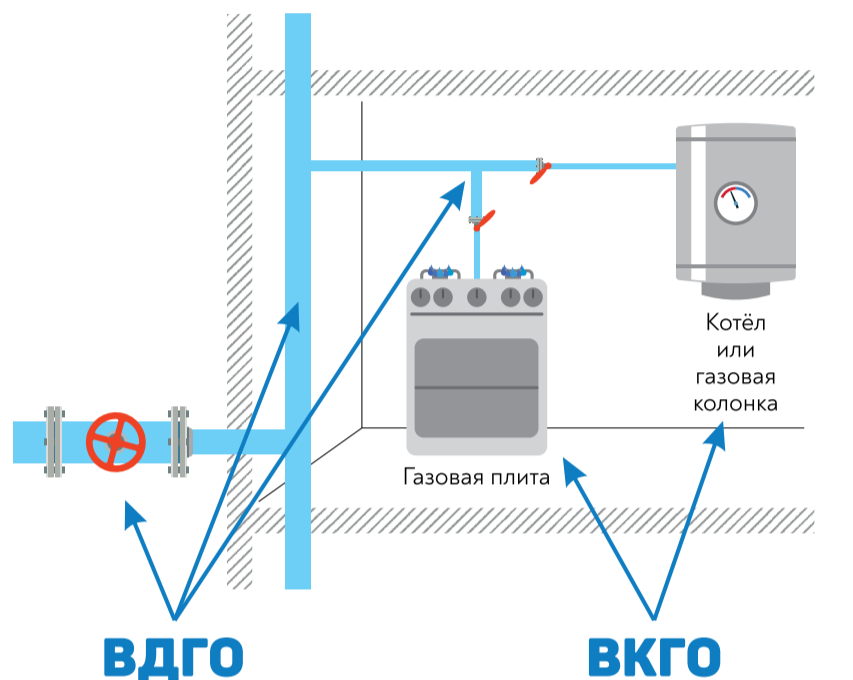 Котёл
или
газовая
колонка
Газовая плита
ВДГО
ВКГО